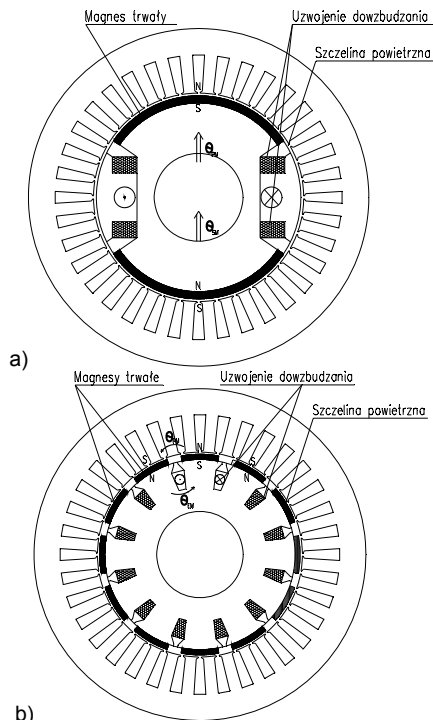 Magnes trwały
Uzwojenie dowzbudzania
Szczelina powietrzna
N
S
Θ
Θ
N
S
a)
Magnesy trwałe
Uzwojenie dowzbudzania
Szczelina powietrzna
S
N
S
N
S
N
Θ
Θ
b)